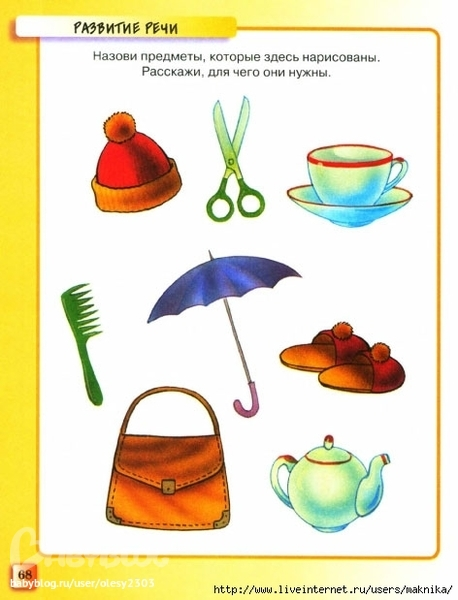 РАЗВИТИЕ РЕЧИ
Назови предметы, которые здесь нарисованы.
Расскажи, для чего они нужны.
68
babyblog.ru/user/olesy2303
http://www.liveinternet.ru/users/maknika/